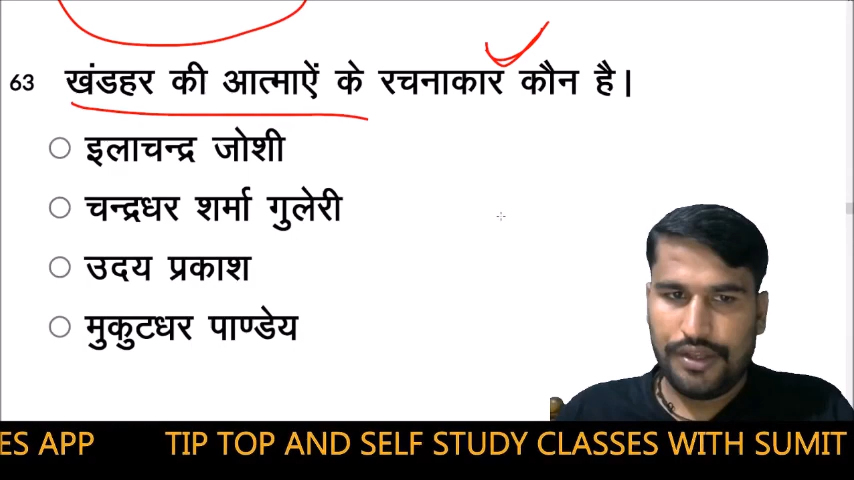 63 खंडहर की आत्माऐं के रचनाकार कौन है।
इलाचन्द्र जोशी
चन्द्रधर शर्मा गुलेरी
उदय प्रकाश
मुकुटधर पाण्डेय
ES APP TIP TOP AND SELF STUDY CLASSES WITH SUMIT